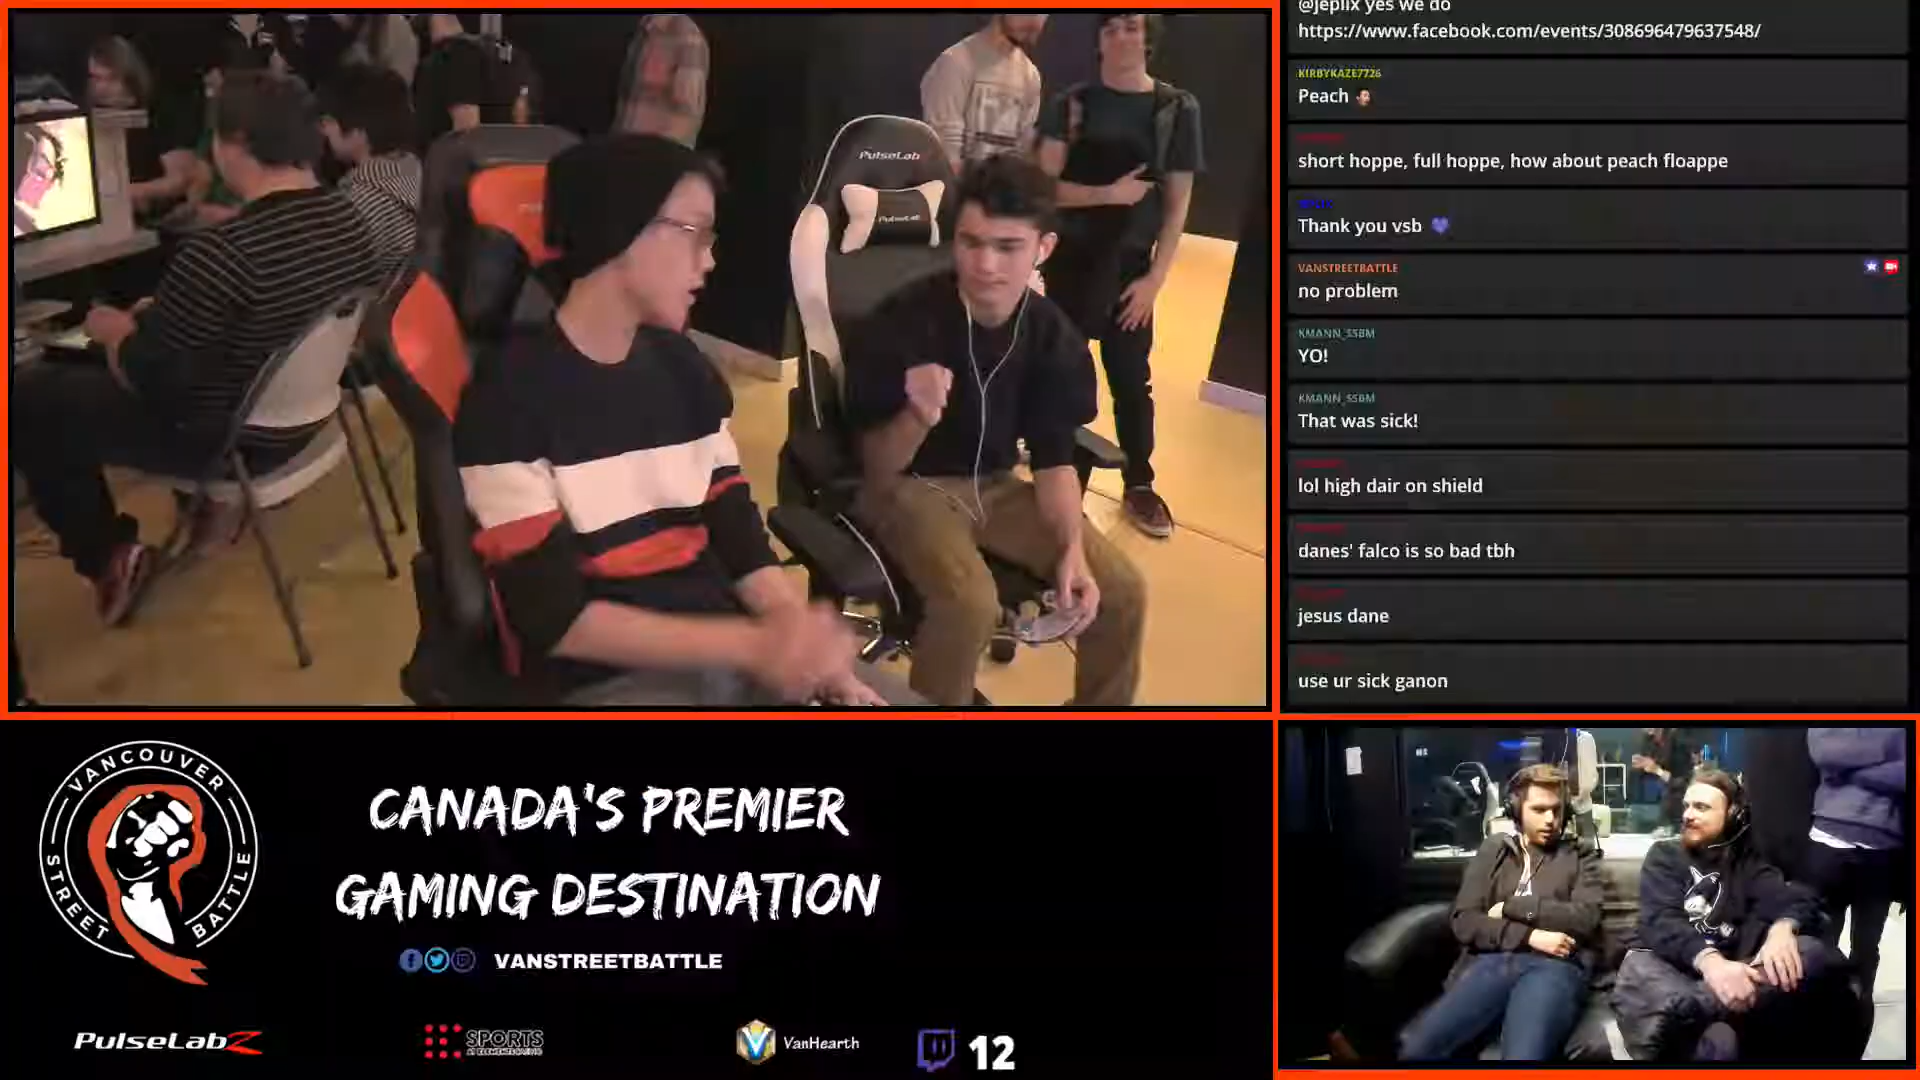 PulseLab
PulseLab
@jeplix yes we do
https://www.facebook.com/events/308696479637548/
KIRBYKAZE7726
Peach
short hoppe, full hoppe, how about peach floappe
Thank you vsb
VANSTREETBATTLE
no problem
KMANN_SSBM
YO!
KMANN_SSBM
That was sick!
lol high dair on shield
danes' falco is so bad tbh
jesus dane
use ur sick ganon
VANCOUVER
STREET BATTLE
CANADA'S PREMIER
GAMING DESTINATION
VANSTREETBATTLE
PulseLab
SPORTS
VanHearth
12